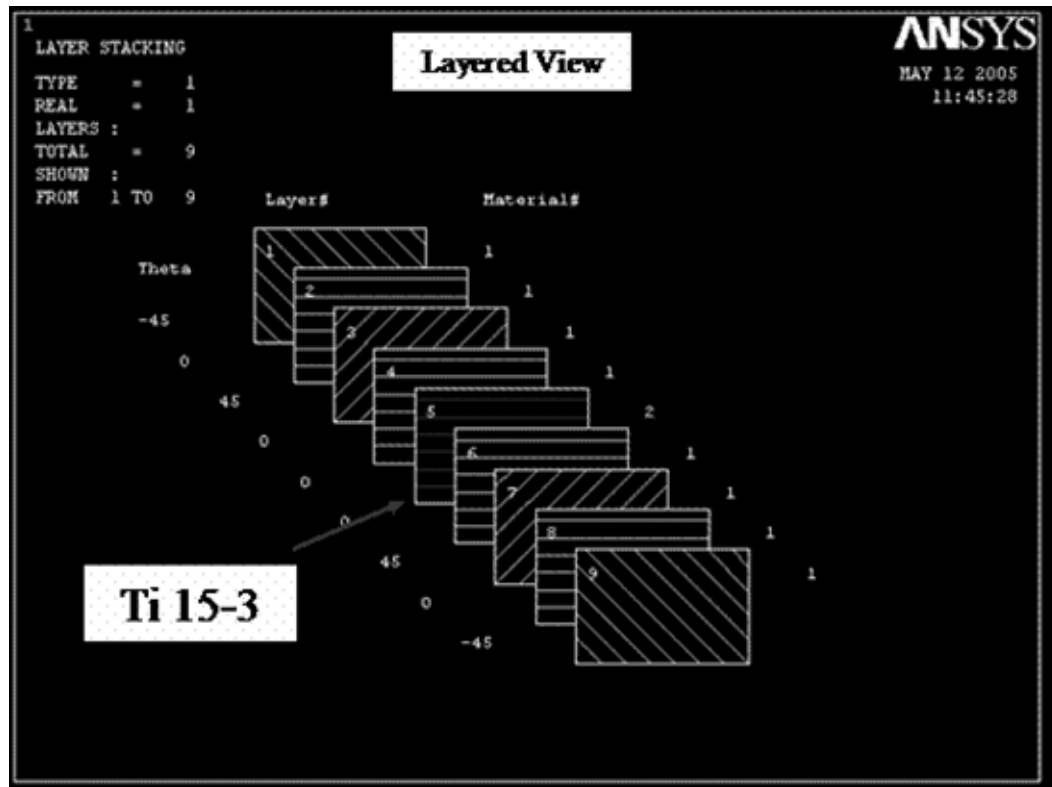 1
ANSYS
LAYER STACKING
Layered View
MAY 12 2005
11:45:28
TYPE = 1
REAL = 1
LAYERS :
TOTAL = 9
SHOWN :
FROM 1 TO 9
Layer# Material#
Theta
1 1
2 1
-45
3 1
0
4 1
45
5 2
0
6 1
0
7 1
0
8 1
45
9 1
0
-45
Ti 15-3